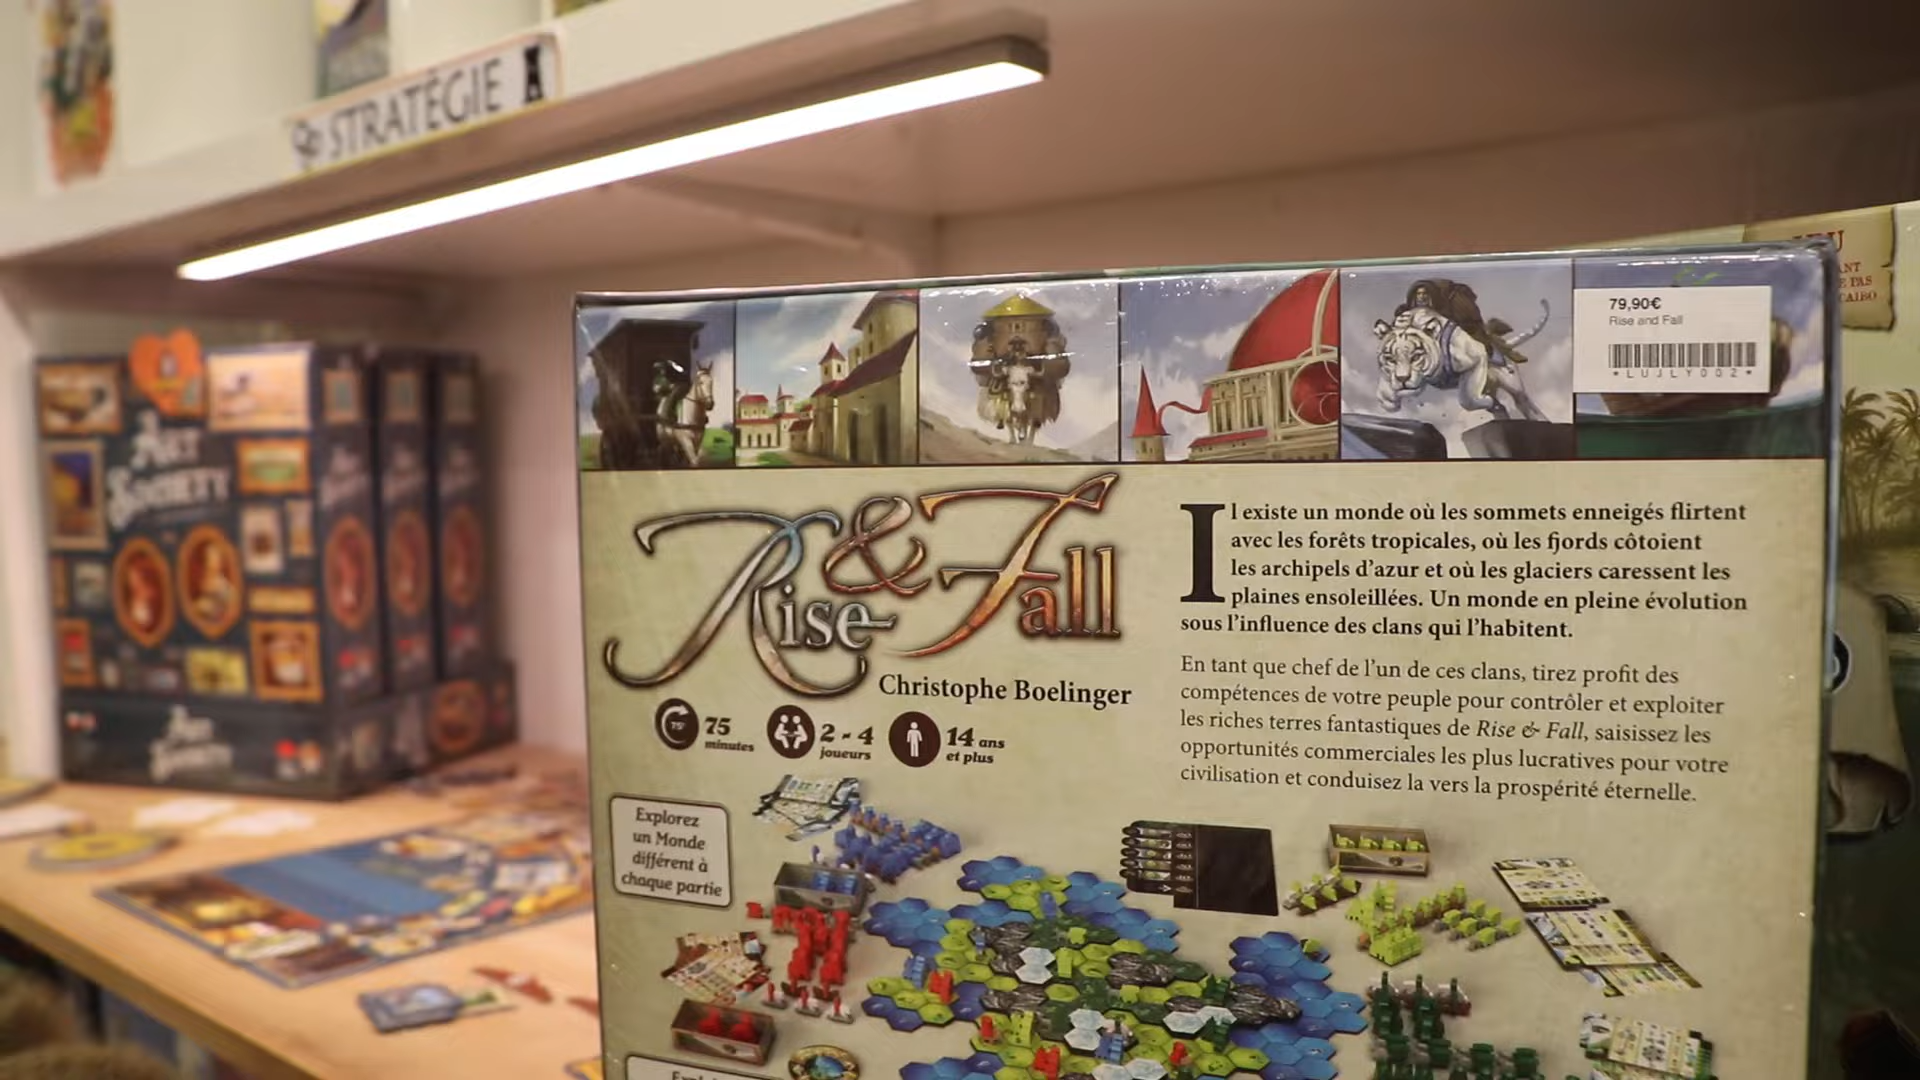 STRATÉGIE
79,90€
Rise and Fall
*LUJLY002*
ART
SOCIETY
Rise & Fall
Christophe Boelinger
75
minutes
2 - 4
joueurs
14 ans
et plus
Il existe un monde où les sommets enneigés flirtent
avec les forêts tropicales, où les fjords côtoient
les archipels d’azur et où les glaciers caressent les
plaines ensoleillées. Un monde en pleine évolution
sous l’influence des clans qui l’habitent.
En tant que chef de l’un de ces clans, tirez profit des
compétences de votre peuple pour contrôler et exploiter
les riches terres fantastiques de Rise & Fall, saisissez les
opportunités commerciales les plus lucratives pour votre
civilisation et conduisez la vers la prospérité éternelle.
Explorez
un Monde
différent à
chaque partie
ART
SOCIETY